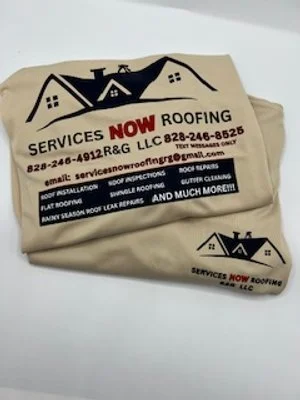 SERVICES NOW ROOFING
828-246-4912 R&G LLC 828-246-8525
TEXT MESSAGES ONLY
email: servicesnowroofingrg@gmail.com
ROOF INSTALLATION ROOF INSPECTIONS ROOF REPAIRS
FLAT ROOFING SHINGLE ROOFING GUTTER CLEANING
RAINY SEASON ROOF LEAK REPAIRS AND MUCH MORE!!!
SERVICES NOW ROOFING
R&G LLC